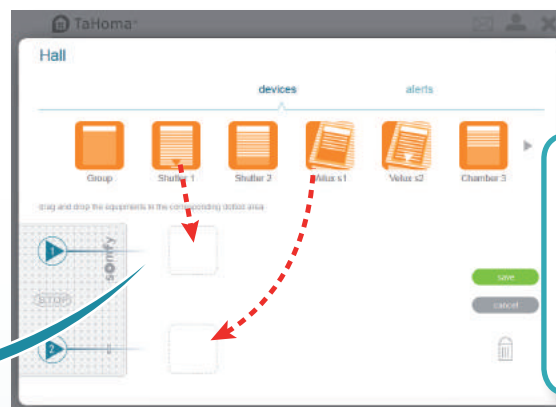 TaHoma
Hall
devices alerts
Group Shutter 1 Shutter 2 Velux s1 Velux s2 Chamber 3
drag and drop the equipments in the corresponding dotted area
1
somfy
save
STOP
cancel
2